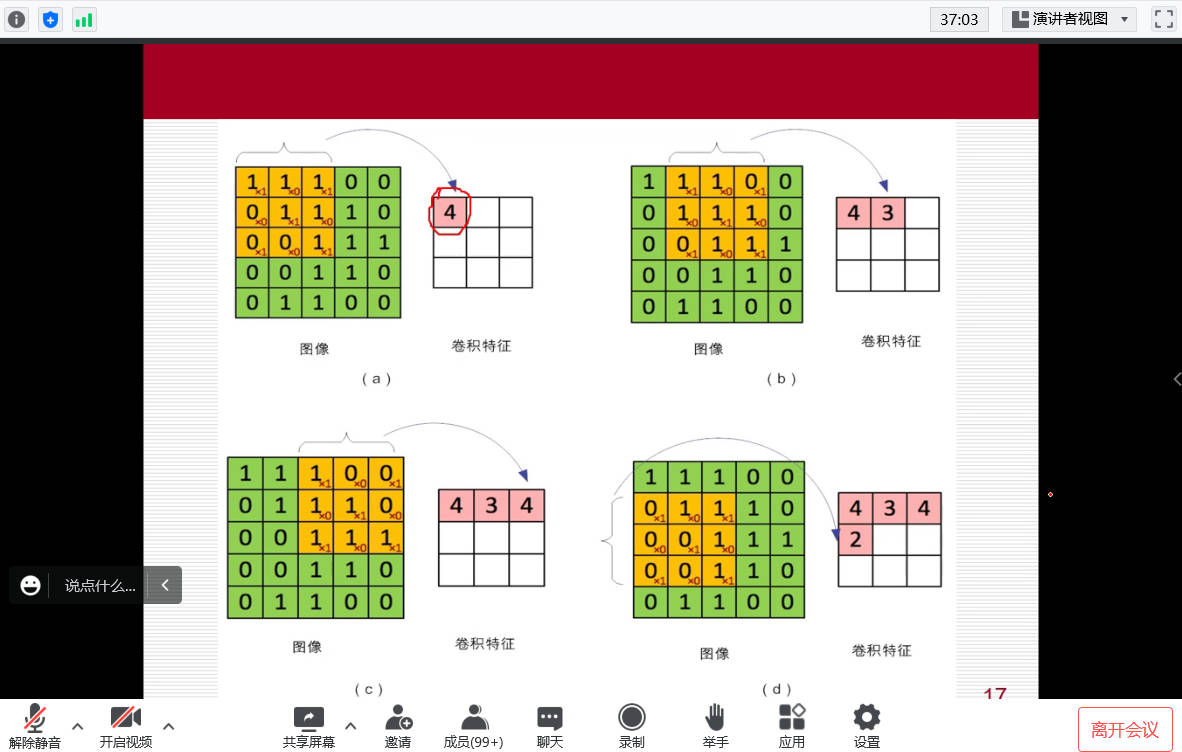 37:03
演讲者视图
1×1 1×0 1×1 0 0
0×0 1×1 1×0 1 0
0×1 0×0 1×1 1 1
0 0 1 1 0
0 1 1 0 0
4
图像
卷积特征
(a)
1 1×1 1×0 0×1 0
0 1×0 1×1 1×0 0
0 0×1 1×0 1×1 1
0 0 1 1 0
0 1 1 0 0
4 3
图像
卷积特征
(b)
1 1 1×1 0×0 0×1
0 1 1×0 1×1 0×0
0 0 1×1 1×0 1×1
0 0 1 1 0
0 1 1 0 0
4 3 4
图像
卷积特征
(c)
1 1 1 0 0
0×1 1×0 1×1 1 0
0×0 0×1 1×0 1 1
0×1 0×0 1×1 1 0
0 1 1 0 0
4 3 4
2
图像
卷积特征
(d)
17
说点什么...
解除静音
开启视频
共享屏幕
邀请
成员(99+)
聊天
录制
举手
应用
设置
离开会议